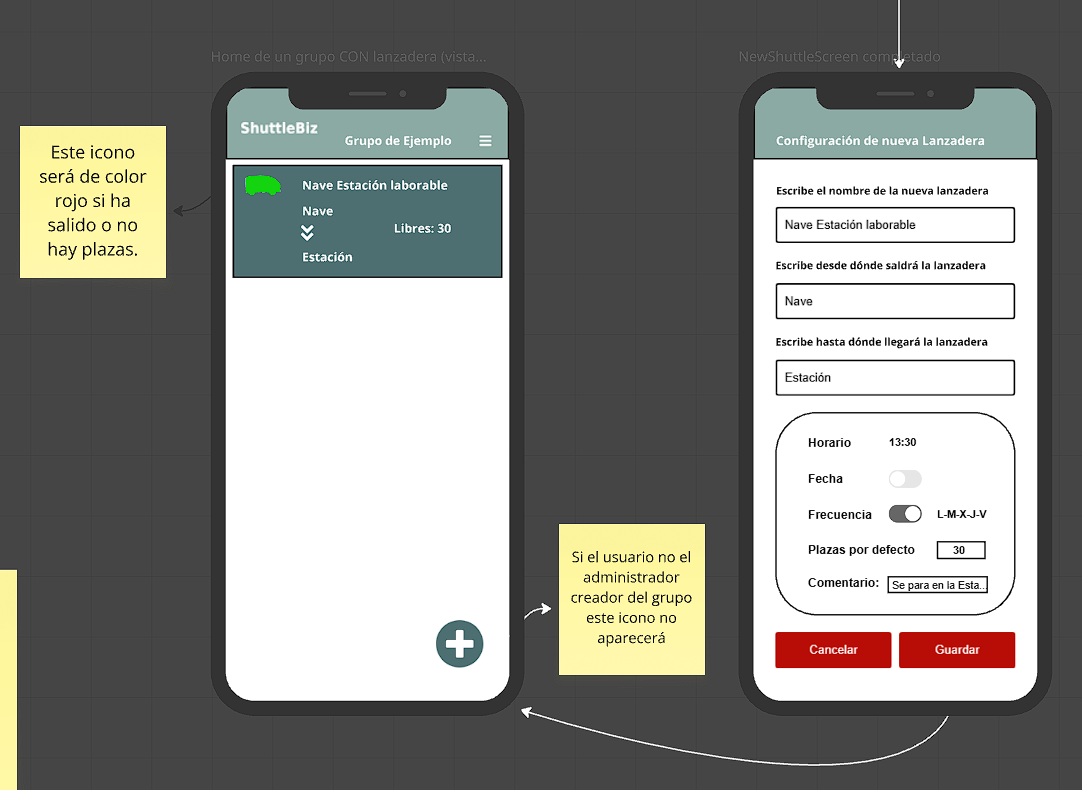 Home de un grupo CON lanzadera (vista...
NewShuttleScreen completado
Este icono
será de color
rojo si ha
salido o no
hay plazas.
ShuttleBiz
Grupo de Ejemplo
Nave Estación laborable
Nave
Libres: 30
Estación
Si el usuario no el
administrador
creador del grupo
este icono no
aparecerá
Configuración de nueva Lanzadera
Escribe el nombre de la nueva lanzadera
Nave Estación laborable
Escribe desde dónde saldrá la lanzadera
Nave
Escribe hasta dónde llegará la lanzadera
Estación
Horario 13:30
Fecha
Frecuencia L-M-X-J-V
Plazas por defecto 30
Comentario: Se para en la Esta..
Cancelar Guardar